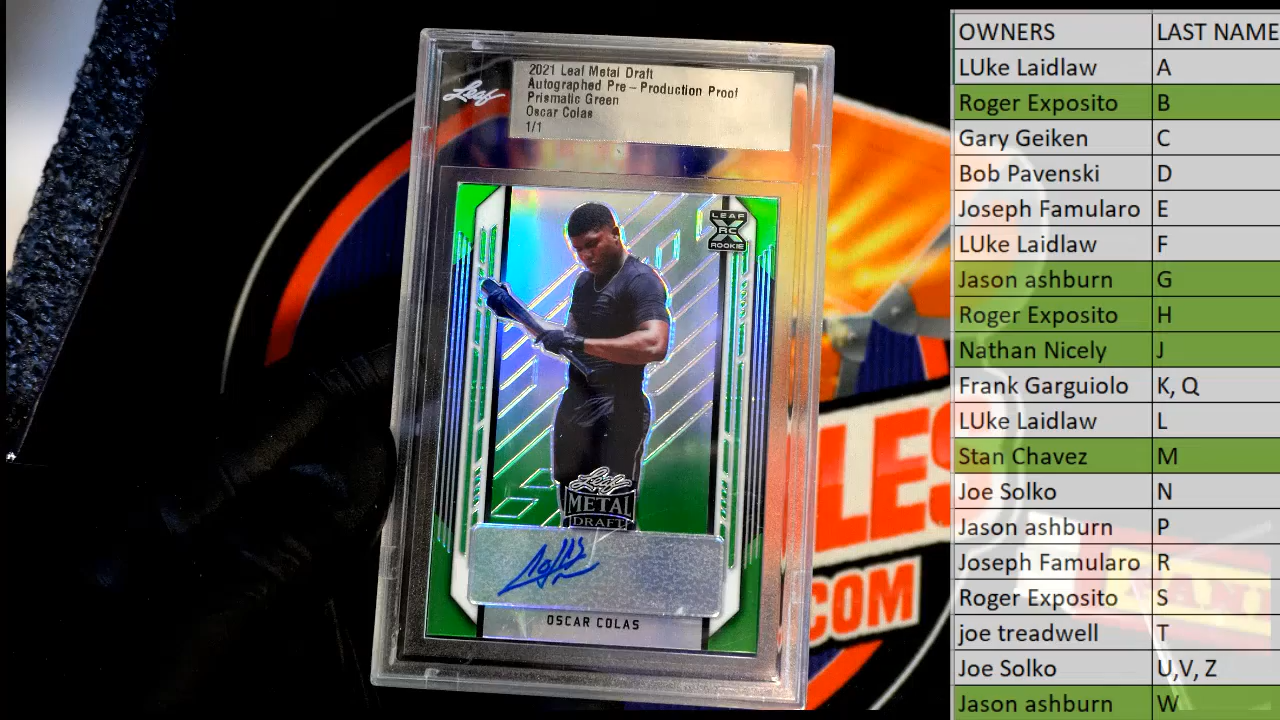 Leaf
2021 Leaf Metal Draft
Autographed Pre-Production Proof
Prismatic Green
Oscar Colas
1/1
LEAF
RC
ROOKIE
Leaf
METAL
DRAFT
OSCAR COLAS
LES
.COM
OWNERS LAST NAME
LUke Laidlaw A
Roger Exposito B
Gary Geiken C
Bob Pavenski D
Joseph Famularo E
LUke Laidlaw F
Jason ashburn G
Roger Exposito H
Nathan Nicely J
Frank Garguiolo K, Q
LUke Laidlaw L
Stan Chavez M
Joe Solko N
Jason ashburn P
Joseph Famularo R
Roger Exposito S
joe treadwell T
Joe Solko U,V, Z
Jason ashburn W